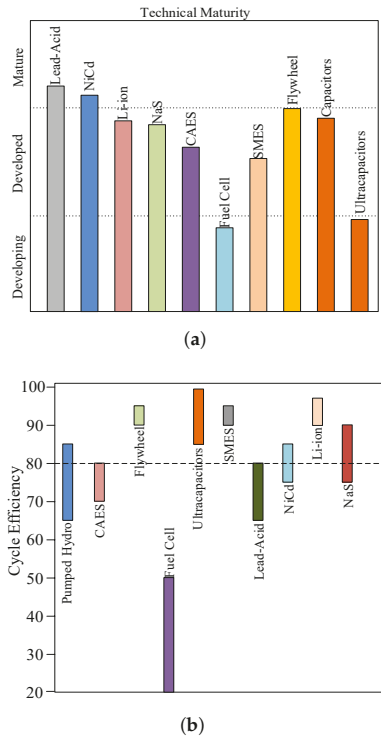 Technical Maturity
Mature
Developed
Developing
Lead-Acid
NiCd
Li-ion
NaS
CAES
Fuel Cell
SMES
Flywheel
Capacitors
Ultracapacitors
(a)
Cycle Efficiency
100
90
80
70
60
50
40
30
20
Pumped Hydro
CAES
Flywheel
Fuel Cell
Ultracapacitors
SMES
Lead-Acid
NiCd
Li-ion
NaS
(b)